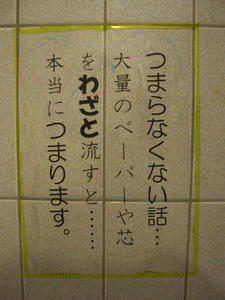 つまらなくない話…
大量のペーパーや芯
をわざと流すと……
本当につまります。